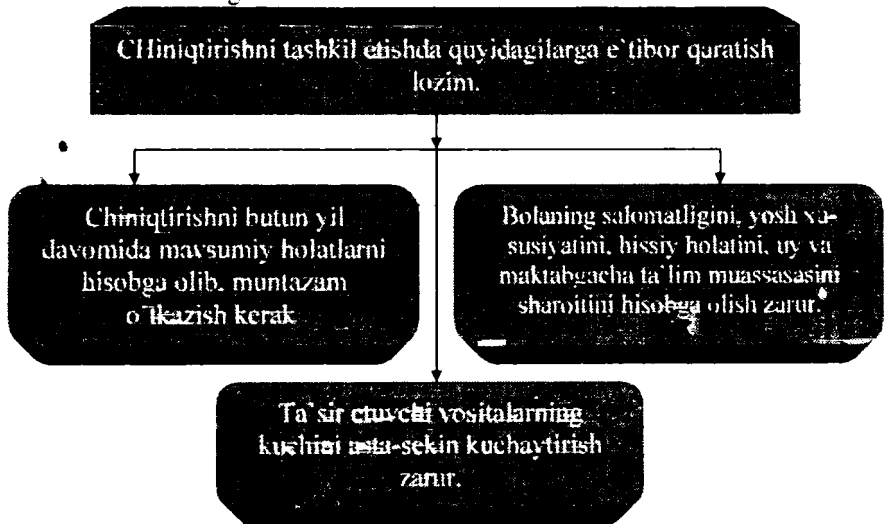 CHiniqtirishni tashkil etishda quyidagilarga e`tibor qaratish
lozim.
Chiniqtirishni butun yil
davomida mavsumiy holatlarni
hisobga olib, muntazam
o`tkazish kerak
Bolaning salomatligini, yosh xu-
susiyatini, hissiy holatini, uy va
maktabgacha ta`lim muassasasini
sharoitini hisobga olish zarur.
Ta`sir etuvchi vositalarning
kuchini asta-sekin kuchaytirish
zarur.